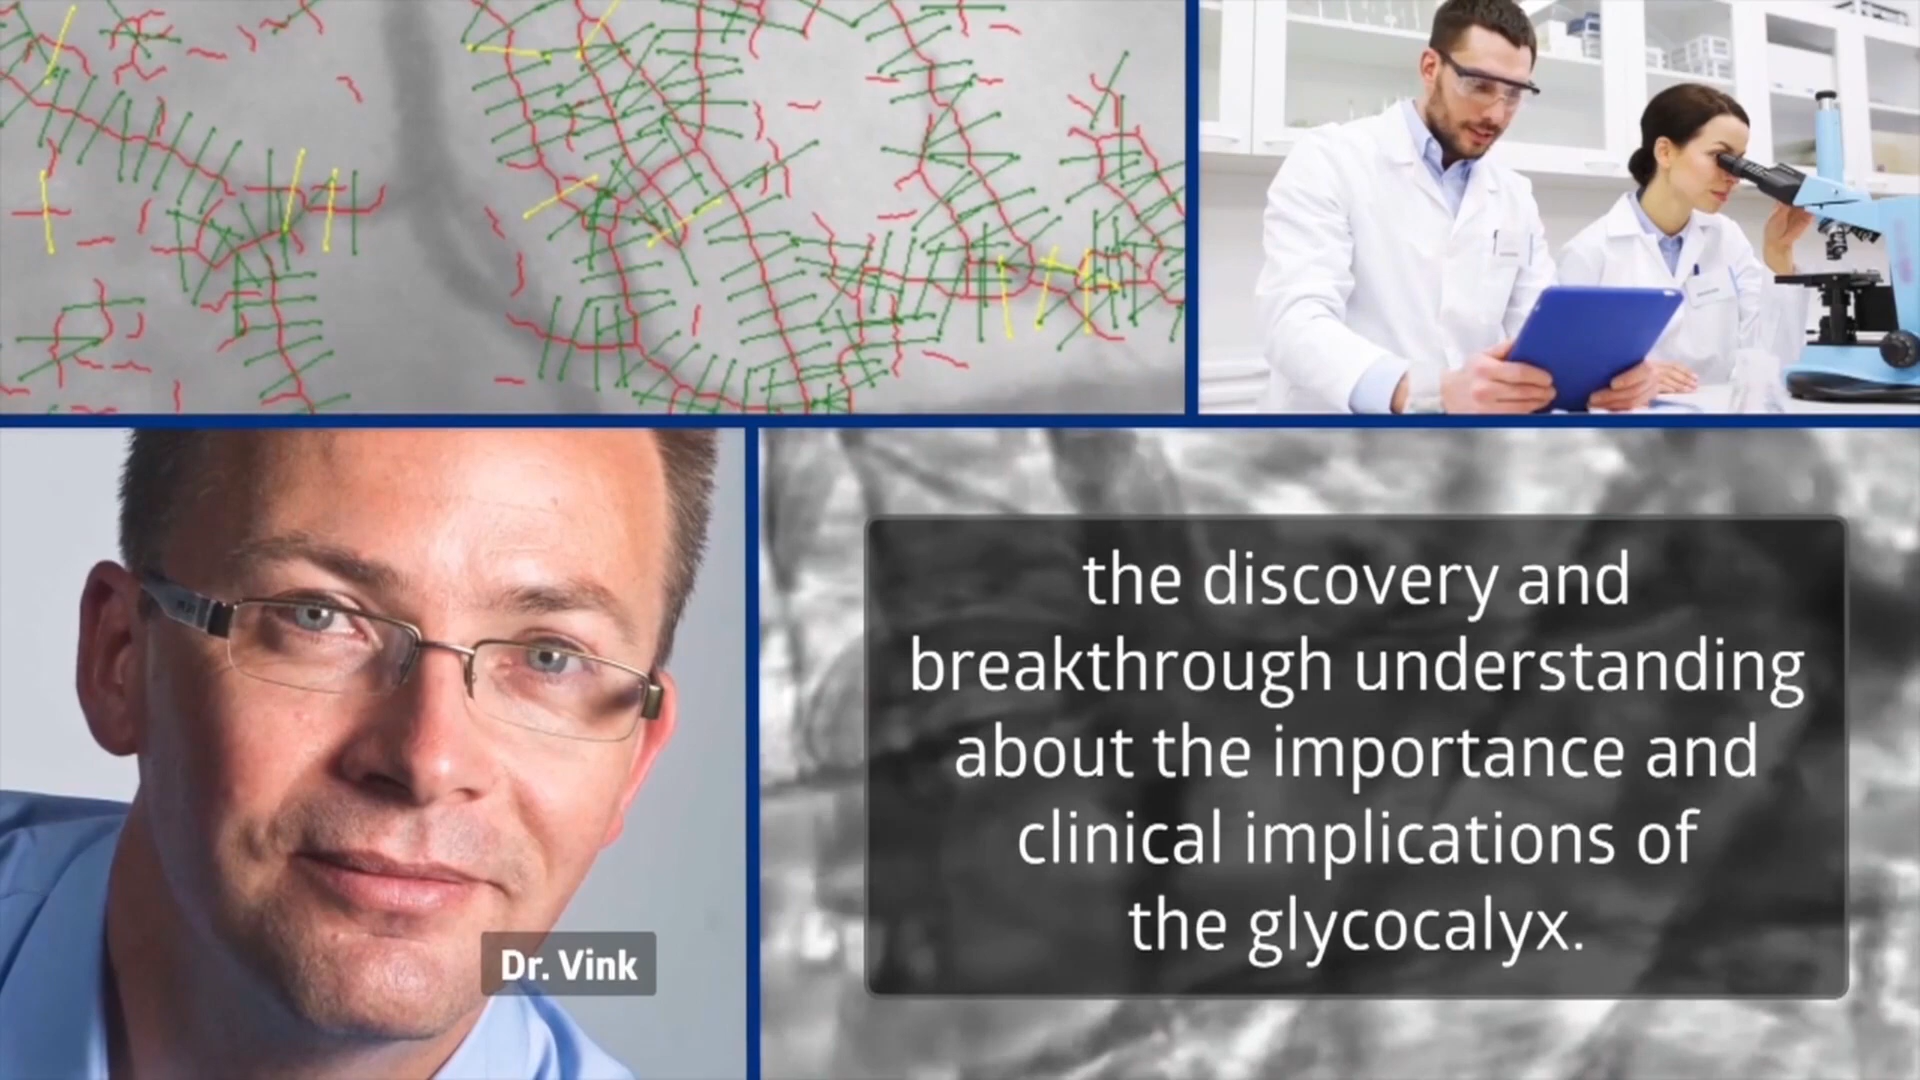 Dr. Vink
the discovery and
breakthrough understanding
about the importance and
clinical implications of
the glycocalyx.